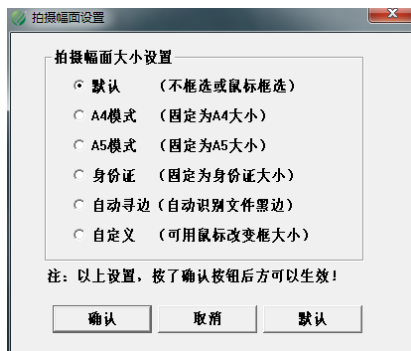 拍摄幅面设置
拍摄幅面大小设置
默认 （不框选或鼠标框选）
A4模式 （固定为A4大小）
A5模式 （固定为A5大小）
身份证 （固定为身份证大小）
自动寻边（自动识别文件黑边）
自定义 （可用鼠标改变框大小）
注：以上设置，按了确认按钮后方可以生效！
确认 取消 默认